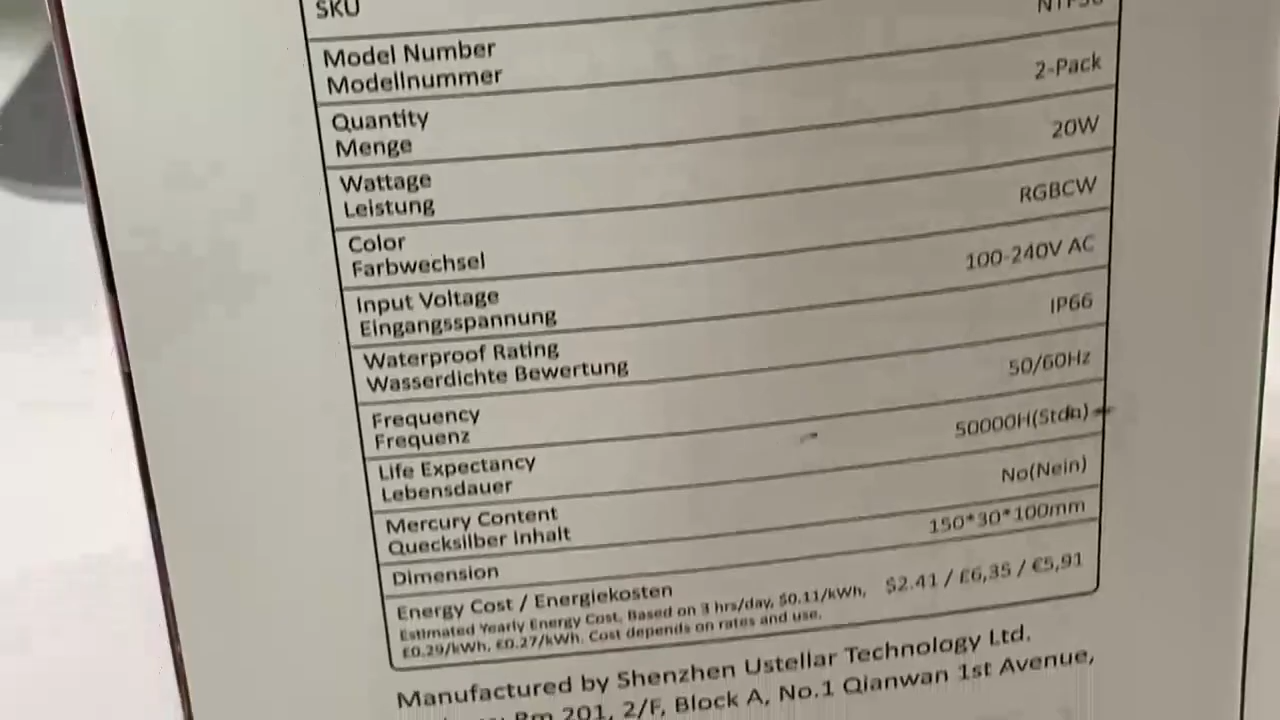 SKU
Model Number
Modellnummer
2-Pack
Quantity
Menge
20W
Wattage
Leistung
RGBCW
Color
Farbwechsel
100-240V AC
Input Voltage
Eingangsspannung
IP66
Waterproof Rating
Wasserdichte Bewertung
50/60Hz
Frequency
Frequenz
50000H(Stdn)
Life Expectancy
Lebensdauer
No(Nein)
Mercury Content
Quecksilber Inhalt
150*30*100mm
Dimension
Energy Cost / Energiekosten
$2.41 / £6,35 / €5,91
Estimated Yearly Energy Cost, Based on 3 hrs/day, $0.11/kWh,
£0.29/kWh, €0.27/kWh. Cost depends on rates and use.
Manufactured by Shenzhen Ustellar Technology Ltd.
Rm 201, 2/F, Block A, No.1 Qianwan 1st Avenue,